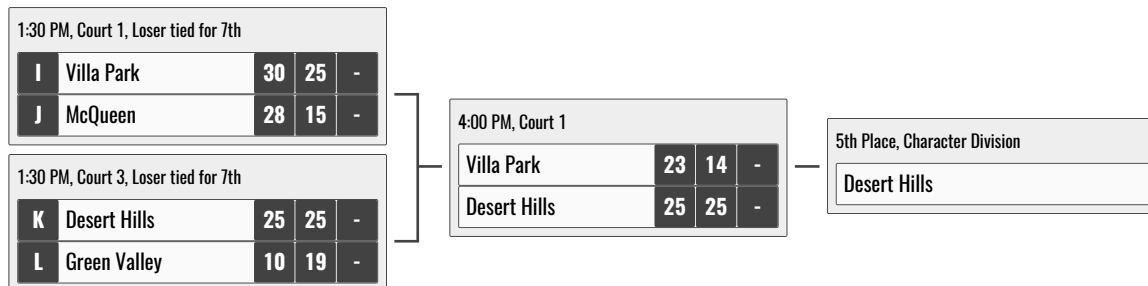 1:30 PM, Court 1, Loser tied for 7th
I Villa Park 30 25 -
J McQueen 28 15 -
1:30 PM, Court 3, Loser tied for 7th
K Desert Hills 25 25 -
L Green Valley 10 19 -
4:00 PM, Court 1
Villa Park 23 14 -
Desert Hills 25 25 -
5th Place, Character Division
Desert Hills